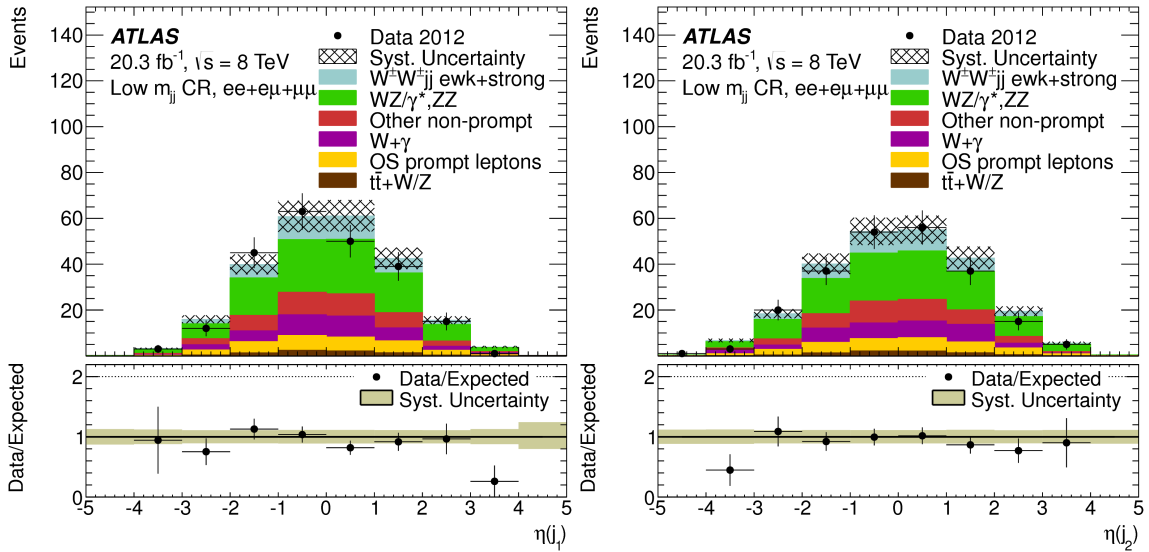 Events
140
120
100
80
60
40
20
ATLAS
20.3 fb⁻¹, √s = 8 TeV
Low m_jj CR, ee+eμ+μμ
Data 2012
Syst. Uncertainty
W±W±jj ewk+strong
WZ/γ*,ZZ
Other non-prompt
W+γ
OS prompt leptons
tt̄+W/Z
Data/Expected
2
1
0
Data/Expected
Syst. Uncertainty
-5 -4 -3 -2 -1 0 1 2 3 4 5
η(j₁)
Events
140
120
100
80
60
40
20
ATLAS
20.3 fb⁻¹, √s = 8 TeV
Low m_jj CR, ee+eμ+μμ
Data 2012
Syst. Uncertainty
W±W±jj ewk+strong
WZ/γ*,ZZ
Other non-prompt
W+γ
OS prompt leptons
tt̄+W/Z
Data/Expected
2
1
0
Data/Expected
Syst. Uncertainty
-5 -4 -3 -2 -1 0 1 2 3 4 5
η(j₂)